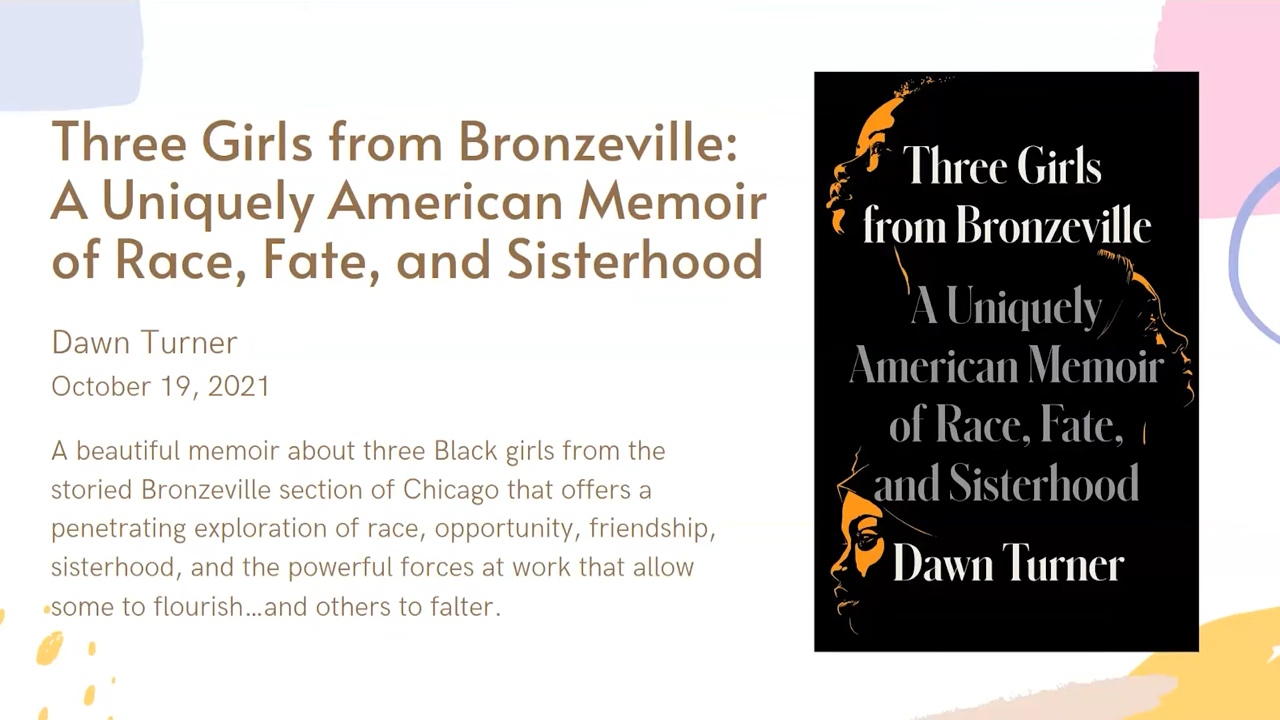 Three Girls from Bronzeville:
A Uniquely American Memoir
of Race, Fate, and Sisterhood
Dawn Turner
October 19, 2021
A beautiful memoir about three Black girls from the
storied Bronzeville section of Chicago that offers a
penetrating exploration of race, opportunity, friendship,
sisterhood, and the powerful forces at work that allow
some to flourish…and others to falter.
Three Girls
from Bronzeville
A Uniquely
American Memoir
of Race, Fate,
and Sisterhood
Dawn Turner